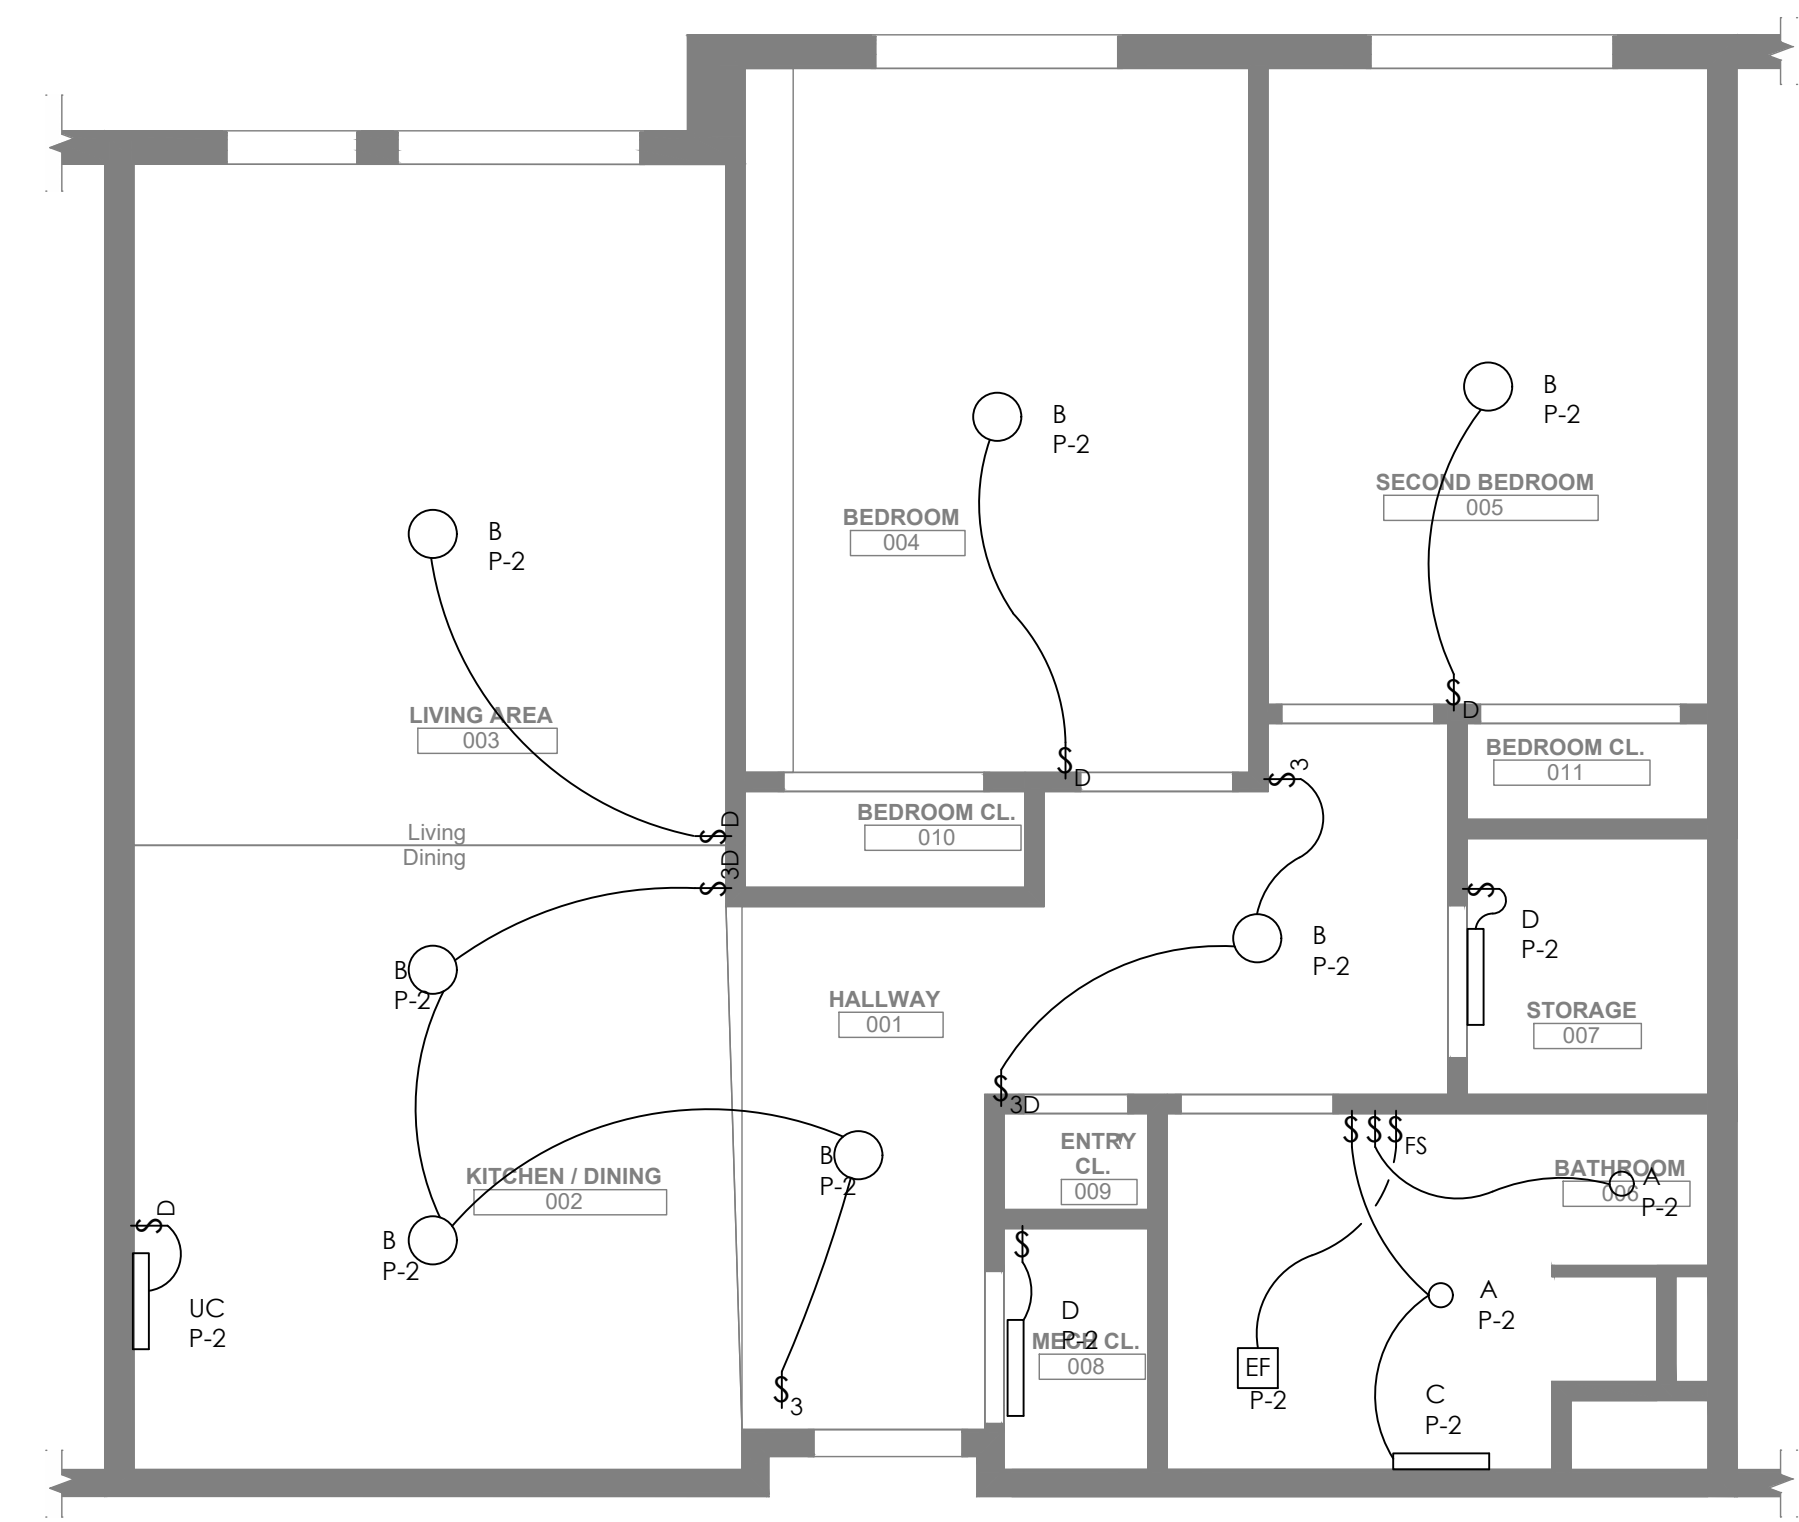 B
P-2
B
P-2
SECOND BEDROOM
005
BEDROOM
004
B
P-2
LIVING AREA
003
$D
$D
BEDROOM CL.
011
$3
$D
BEDROOM CL.
010
Living
Dining
$3D
$
D
P-2
B
P-2
B
P-2
HALLWAY
001
STORAGE
007
$3D
$
$
$FS
ENTRY
CL.
009
B
P-2
KITCHEN / DINING
002
BATHROOM
006
A
P-2
$D
B
P-2
$
UC
P-2
D
P-2
MECH CL.
008
A
P-2
EF
P-2
C
P-2
$3